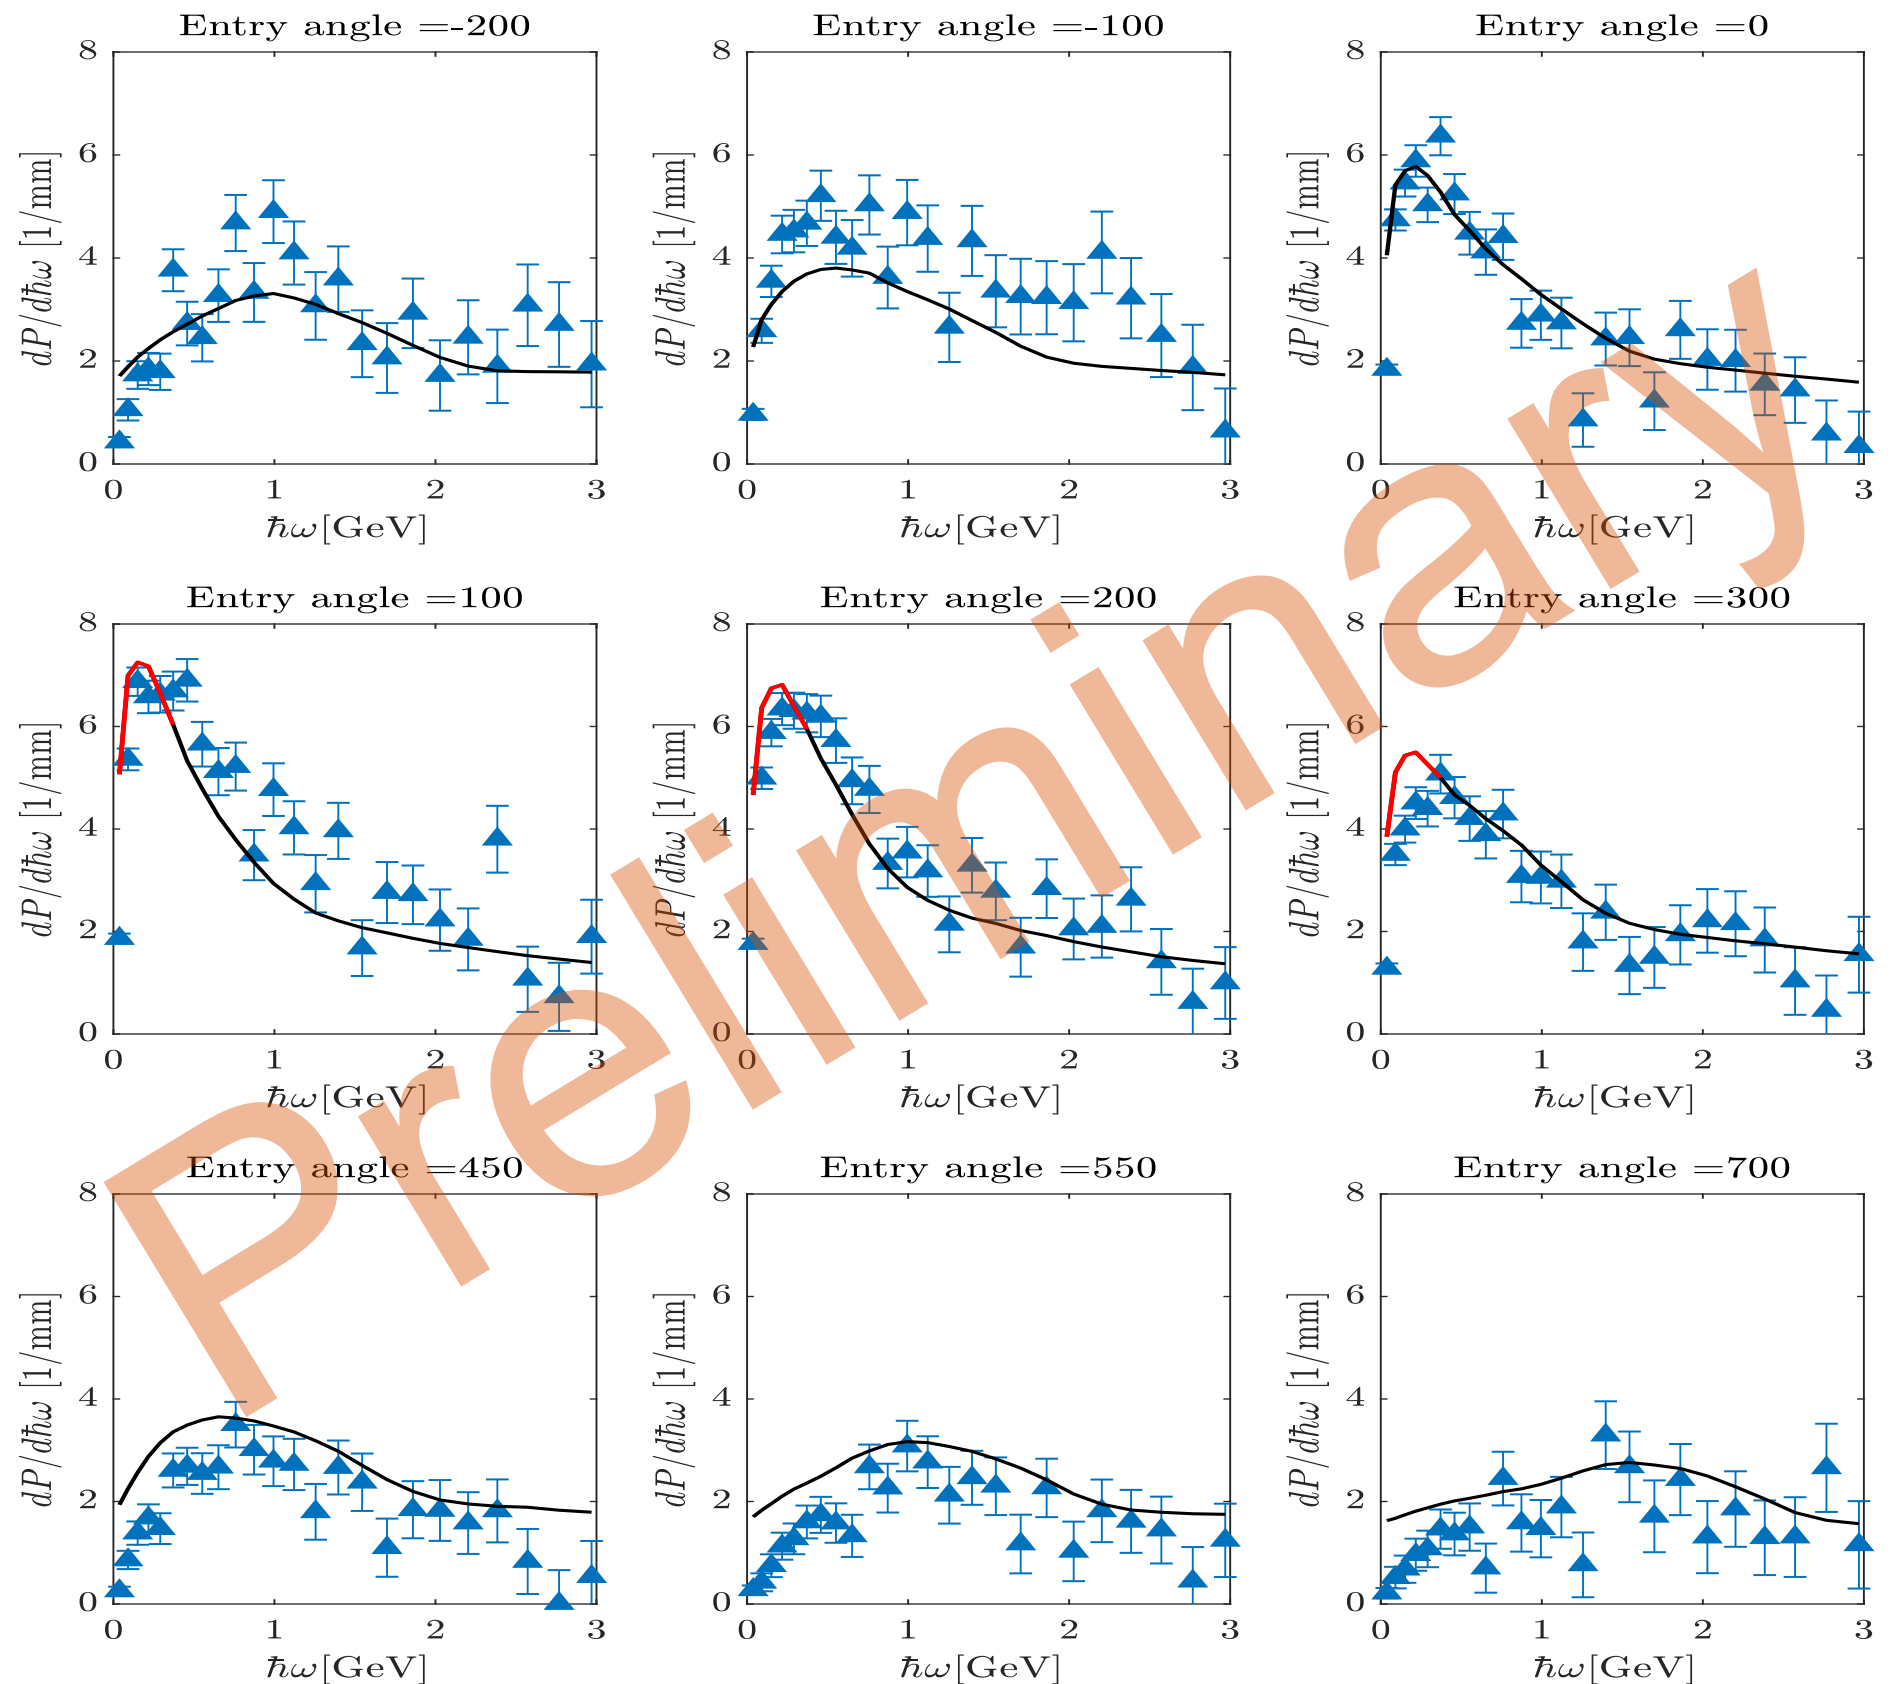 Entry angle =-200
8
6
4
2
0
0 1 2 3
dP/dħω [1/mm]
ħω[GeV]
Entry angle =-100
8
6
4
2
0
0 1 2 3
dP/dħω [1/mm]
ħω[GeV]
Entry angle =0
8
6
4
2
0
0 1 2 3
dP/dħω [1/mm]
ħω[GeV]
Entry angle =100
8
6
4
2
0
0 1 2 3
dP/dħω [1/mm]
ħω[GeV]
Entry angle =200
8
6
4
2
0
0 1 2 3
dP/dħω [1/mm]
ħω[GeV]
Entry angle =300
8
6
4
2
0
0 1 2 3
dP/dħω [1/mm]
ħω[GeV]
Entry angle =450
8
6
4
2
0
0 1 2 3
dP/dħω [1/mm]
ħω[GeV]
Entry angle =550
8
6
4
2
0
0 1 2 3
dP/dħω [1/mm]
ħω[GeV]
Entry angle =700
8
6
4
2
0
0 1 2 3
dP/dħω [1/mm]
ħω[GeV]
Preliminary